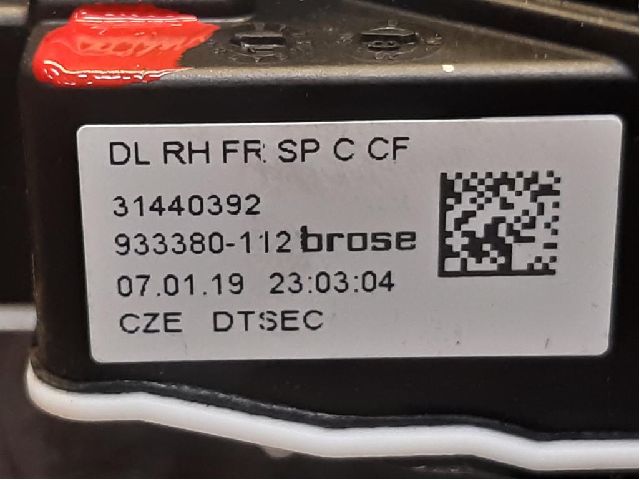 DL RH FR SP C CF
31440392
933380-112 brose
07.01.19 23:03:04
CZE DTSEC